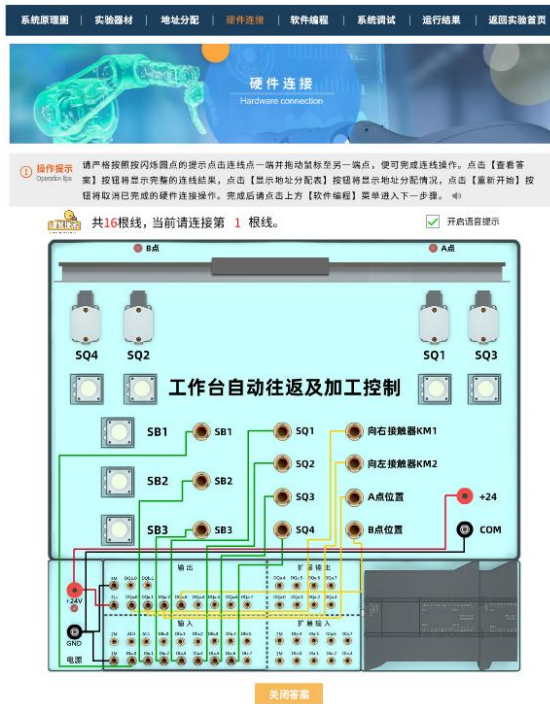 系统原理图 | 实验器材 | 地址分配 | 硬件连接 | 软件编程 | 系统调试 | 运行结果 | 返回实验首页
硬件连接
Hardware connection
操作提示
Operation tips
请严格按照按闪烁圆点的提示点击连线点一端并拖动鼠标至另一端点，便可完成连线操作。点击【查看答
案】按钮将显示完整的连线结果，点击【显示地址分配表】按钮将显示地址分配情况，点击【重新开始】按
钮将取消已完成的硬件连接操作。完成后请点击上方【软件编程】菜单进入下一步骤。
共16根线，当前请连接第 1 根线。
开启语音提示
B点 A点
SQ4 SQ2 SQ1 SQ3
工作台自动往返及加工控制
SB1 SB1 SQ1 向右接触器KM1
SB2 SB2 SQ2 向左接触器KM2
SQ3 A点位置 +24
SB3 SB3 SQ4 B点位置 COM
输出 扩展输出
+24V
输入 扩展输入
GND
电源
关闭答案